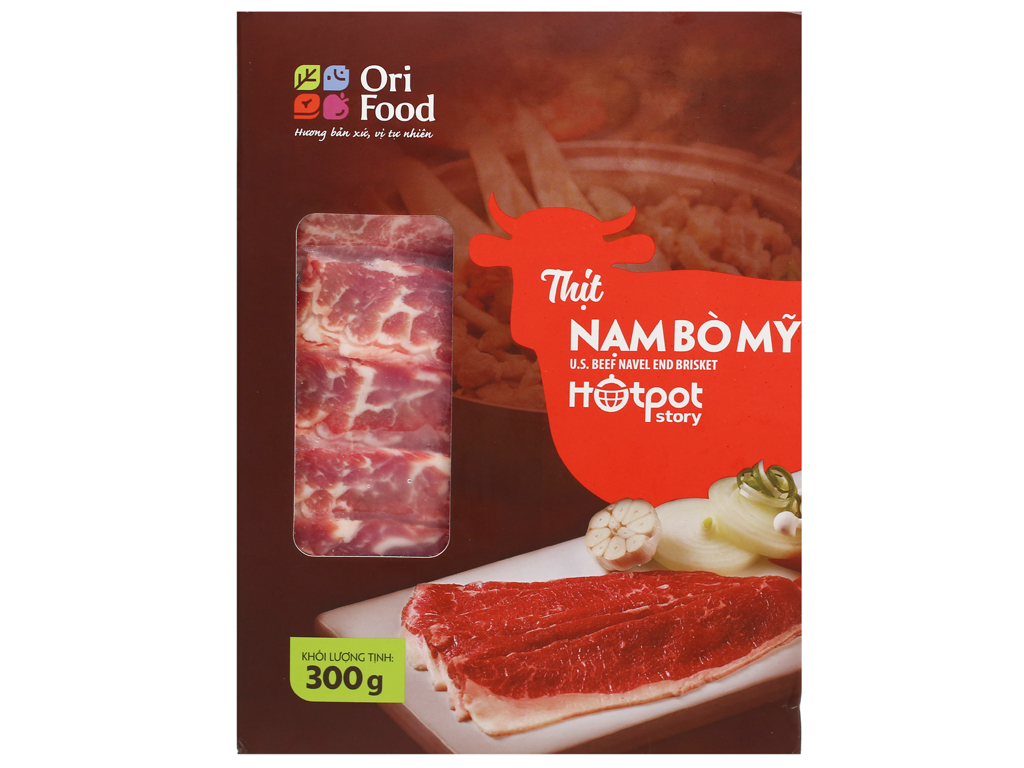 Ori
Food
Hương bản xứ, vị tự nhiên
Thịt
NẠM BÒ MỸ
U.S. BEEF NAVEL END BRISKET
Hotpot
story
KHỐI LƯỢNG TỊNH:
300g